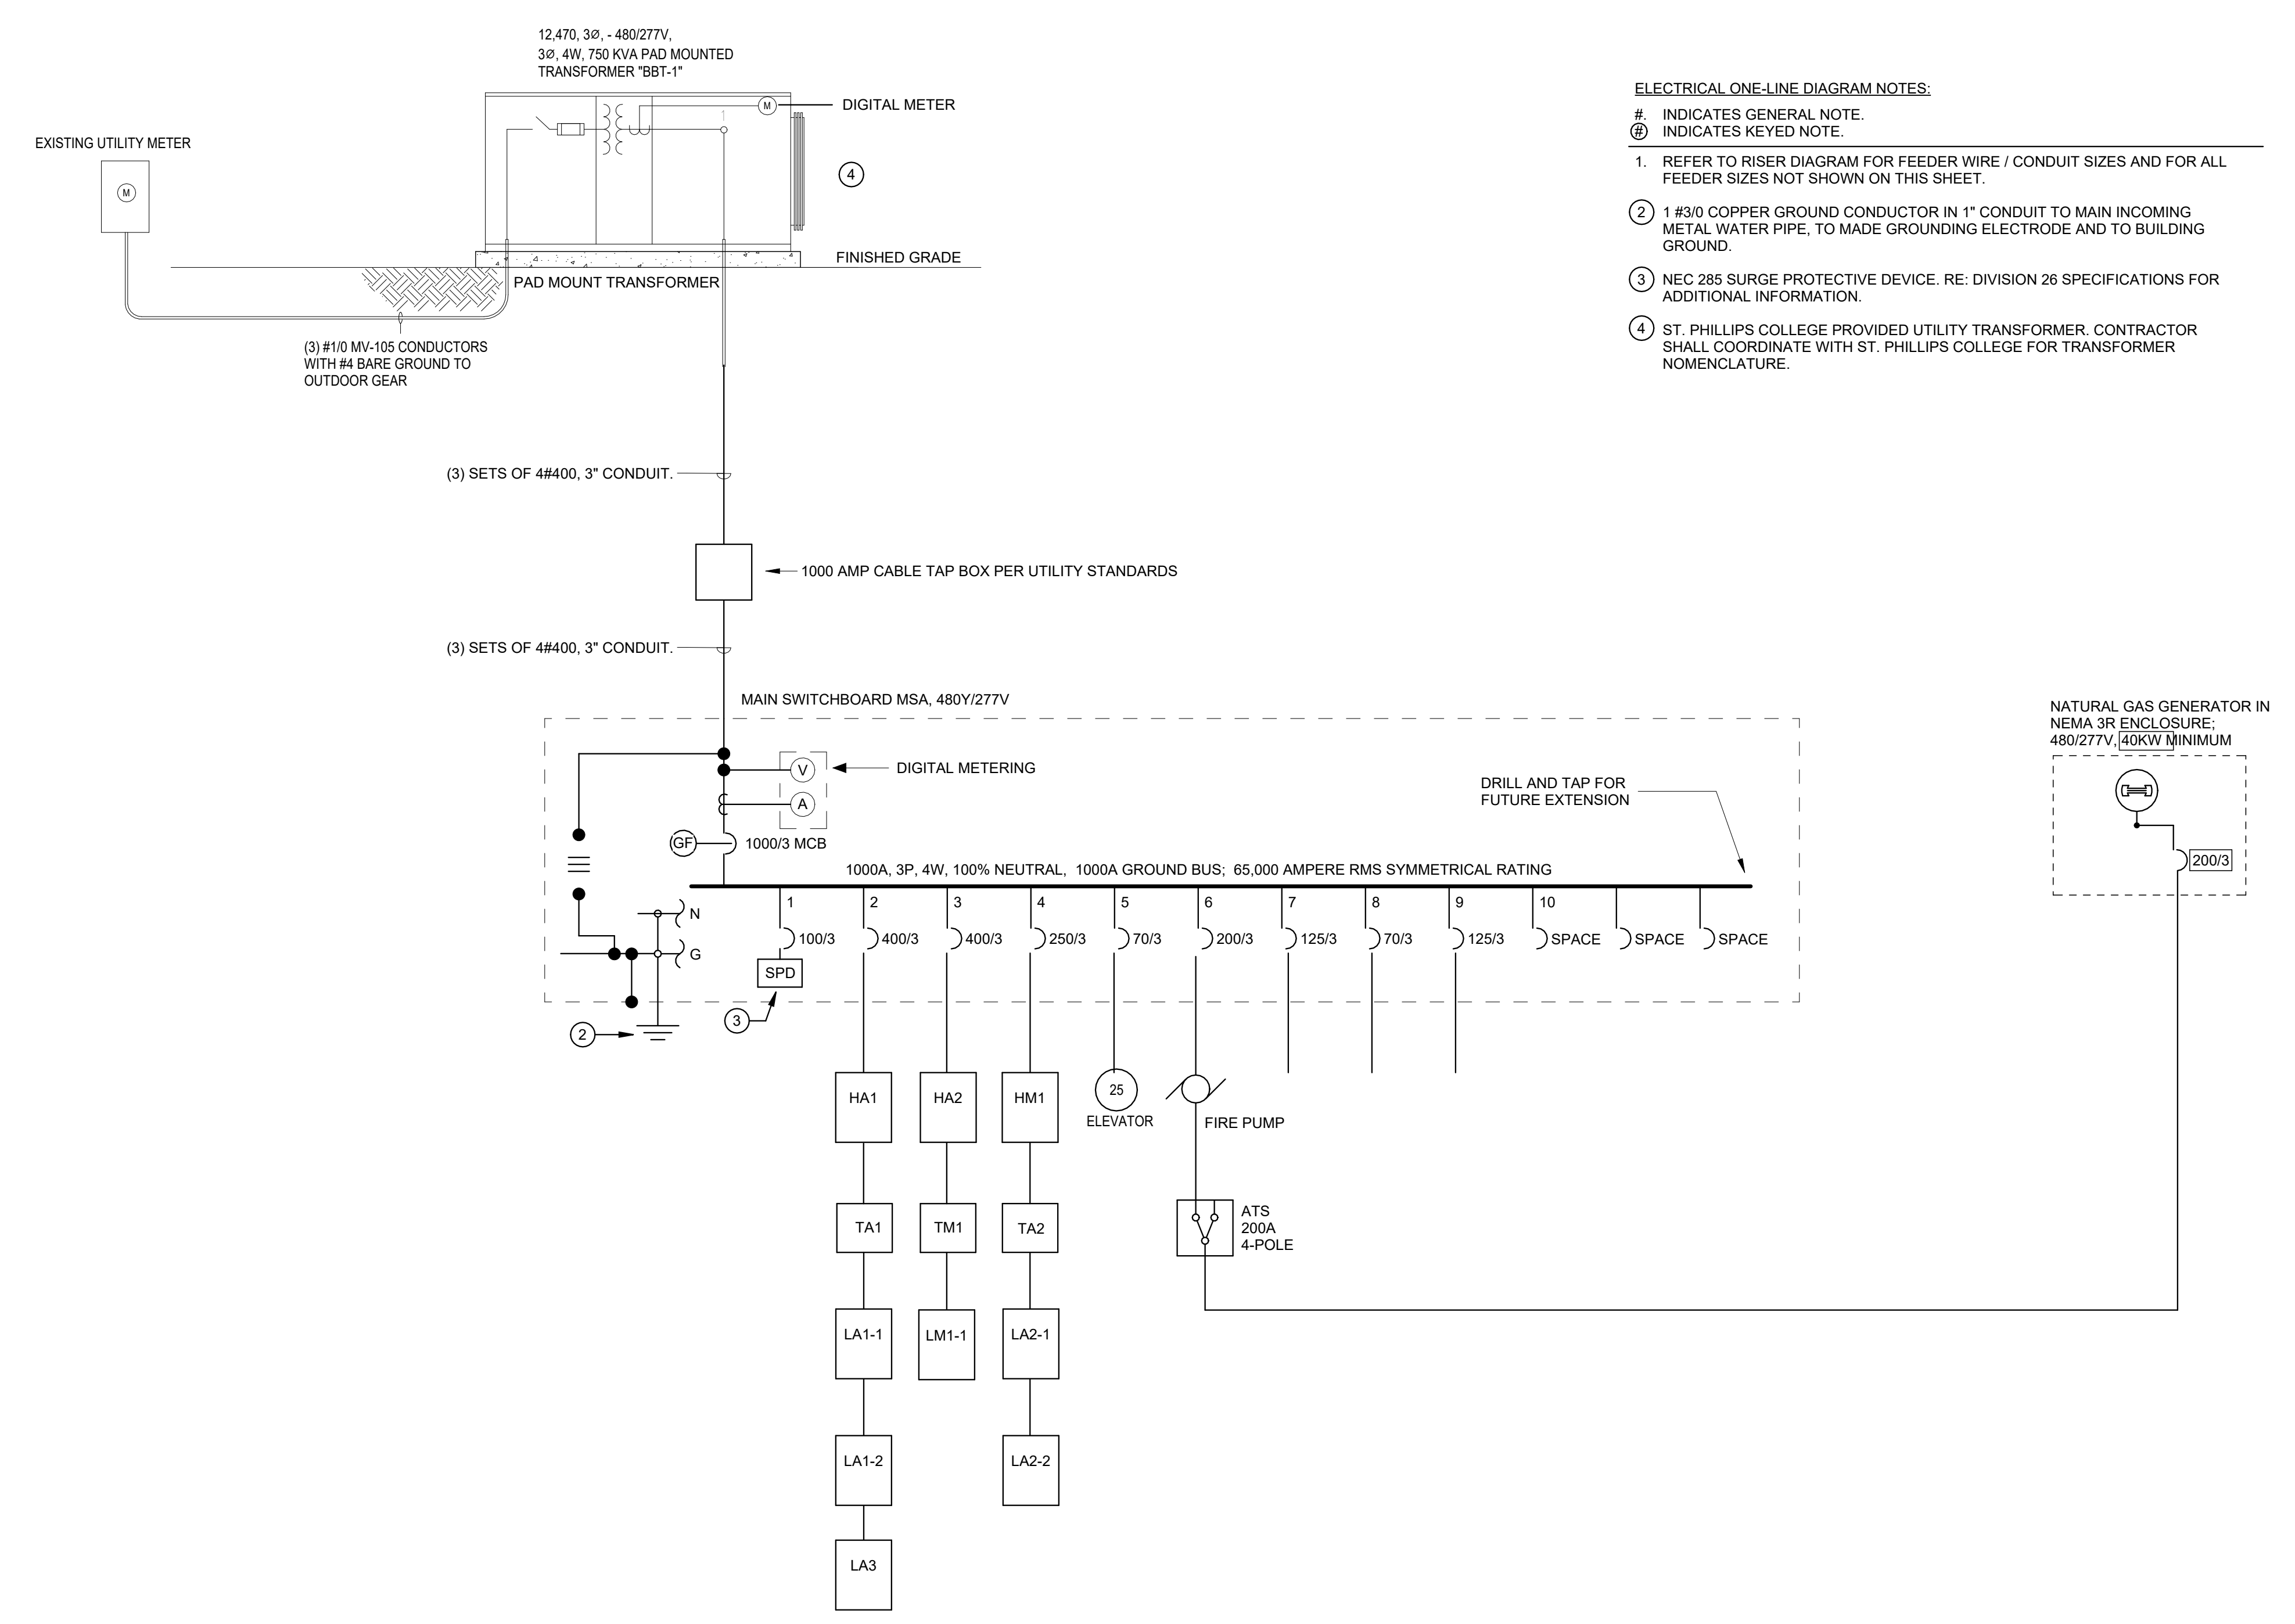 12,470, 3Ø, - 480/277V,
3Ø, 4W, 750 KVA PAD MOUNTED
TRANSFORMER "BBT-1"
M
DIGITAL METER
1
EXISTING UTILITY METER
M
4
FINISHED GRADE
PAD MOUNT TRANSFORMER
(3) #1/0 MV-105 CONDUCTORS
WITH #4 BARE GROUND TO
OUTDOOR GEAR
ELECTRICAL ONE-LINE DIAGRAM NOTES:
#. INDICATES GENERAL NOTE.
# INDICATES KEYED NOTE.
1. REFER TO RISER DIAGRAM FOR FEEDER WIRE / CONDUIT SIZES AND FOR ALL
FEEDER SIZES NOT SHOWN ON THIS SHEET.
2 1 #3/0 COPPER GROUND CONDUCTOR IN 1" CONDUIT TO MAIN INCOMING
METAL WATER PIPE, TO MADE GROUNDING ELECTRODE AND TO BUILDING
GROUND.
3 NEC 285 SURGE PROTECTIVE DEVICE. RE: DIVISION 26 SPECIFICATIONS FOR
ADDITIONAL INFORMATION.
4 ST. PHILLIPS COLLEGE PROVIDED UTILITY TRANSFORMER. CONTRACTOR
SHALL COORDINATE WITH ST. PHILLIPS COLLEGE FOR TRANSFORMER
NOMENCLATURE.
(3) SETS OF 4#400, 3" CONDUIT.
1000 AMP CABLE TAP BOX PER UTILITY STANDARDS
(3) SETS OF 4#400, 3" CONDUIT.
MAIN SWITCHBOARD MSA, 480Y/277V
V
DIGITAL METERING
A
GF
1000/3 MCB
DRILL AND TAP FOR
FUTURE EXTENSION
1000A, 3P, 4W, 100% NEUTRAL, 1000A GROUND BUS; 65,000 AMPERE RMS SYMMETRICAL RATING
NATURAL GAS GENERATOR IN
NEMA 3R ENCLOSURE;
480/277V, 40KW MINIMUM
200/3
N
G
1 2 3 4 5 6 7 8 9 10
100/3 400/3 400/3 250/3 70/3 200/3 125/3 70/3 125/3 SPACE SPACE SPACE
SPD
3
2
HA1 HA2 HM1
25
ELEVATOR
FIRE PUMP
TA1 TM1 TA2
ATS
200A
4-POLE
LA1-1 LM1-1 LA2-1
LA1-2 LA2-2
LA3